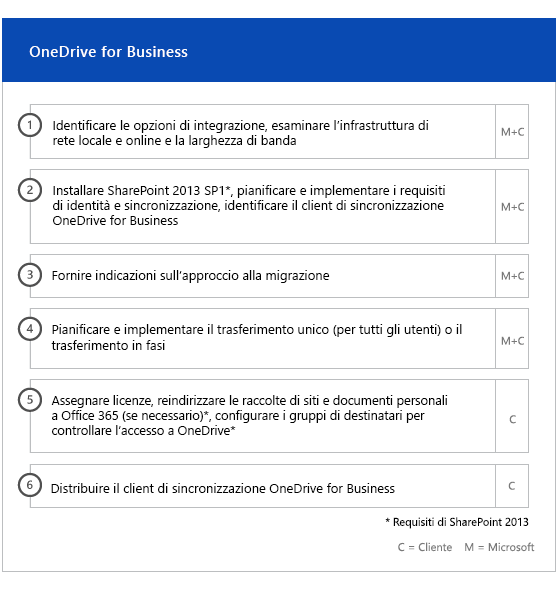 OneDrive for Business
1
Identificare le opzioni di integrazione, esaminare l'infrastruttura di
rete locale e online e la larghezza di banda
M+C
2
Installare SharePoint 2013 SP1*, pianificare e implementare i requisiti
di identità e sincronizzazione, identificare il client di sincronizzazione
OneDrive for Business
M+C
3
Fornire indicazioni sull'approccio alla migrazione
M+C
4
Pianificare e implementare il trasferimento unico (per tutti gli utenti) o il
trasferimento in fasi
M+C
5
Assegnare licenze, reindirizzare le raccolte di siti e documenti personali
a Office 365 (se necessario)*, configurare i gruppi di destinatari per
controllare l'accesso a OneDrive*
C
6
Distribuire il client di sincronizzazione OneDrive for Business
C
* Requisiti di SharePoint 2013
C = Cliente M = Microsoft